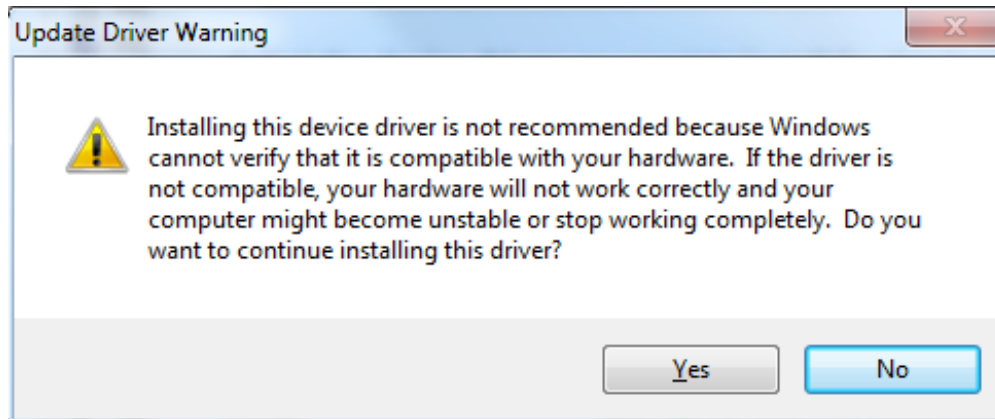 Update Driver Warning
Installing this device driver is not recommended because Windows
cannot verify that it is compatible with your hardware.  If the driver is
not compatible, your hardware will not work correctly and your
computer might become unstable or stop working completely.  Do you
want to continue installing this driver?
Yes
No